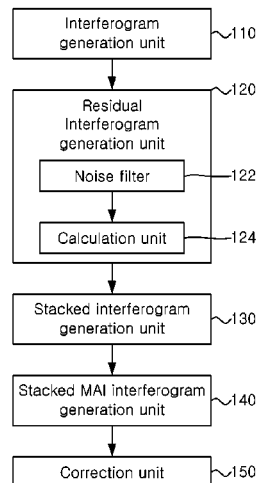 Interferogram
generation unit
110
120
Residual
Interferogram
generation unit
Noise filter
122
Calculation unit
124
Stacked interferogram
generation unit
130
Stacked MAI interferogram
generation unit
140
Correction unit
150